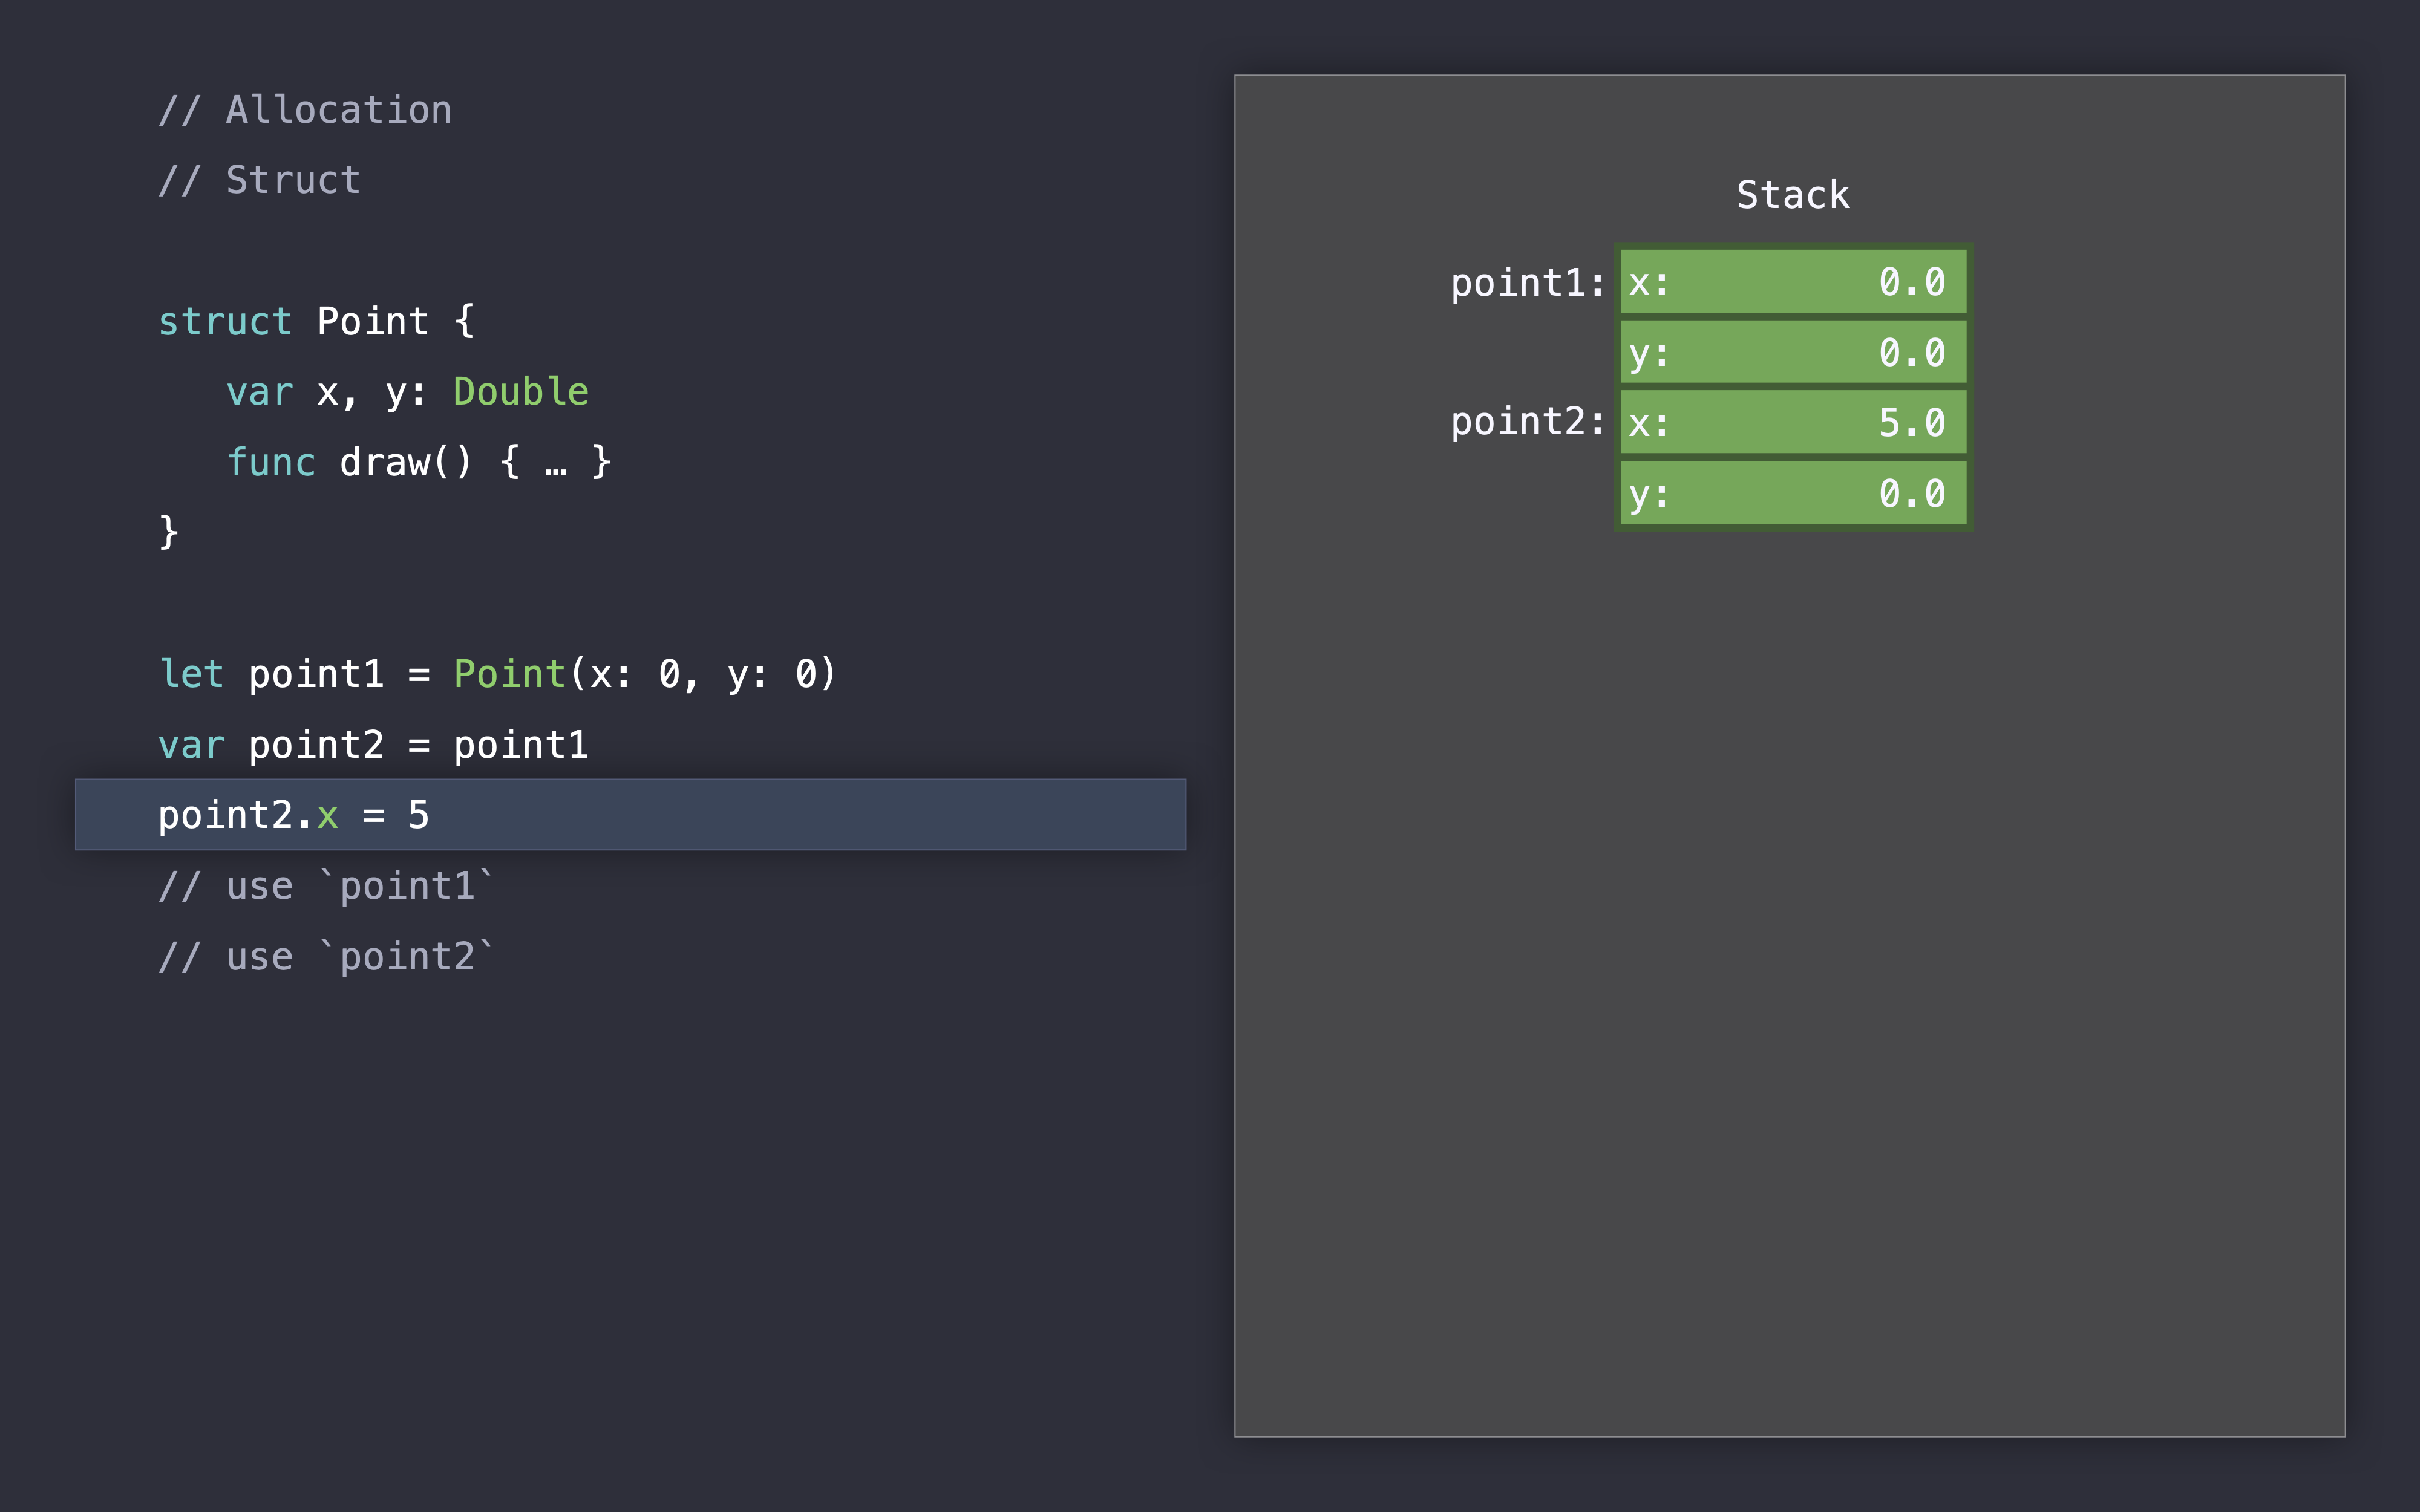 // Allocation
// Struct
struct Point {
   var x, y: Double
   func draw() { … }
}
let point1 = Point(x: 0, y: 0)
var point2 = point1
point2.x = 5
// use `point1`
// use `point2`
Stack
point1: x: 0.0
y: 0.0
point2: x: 5.0
y: 0.0